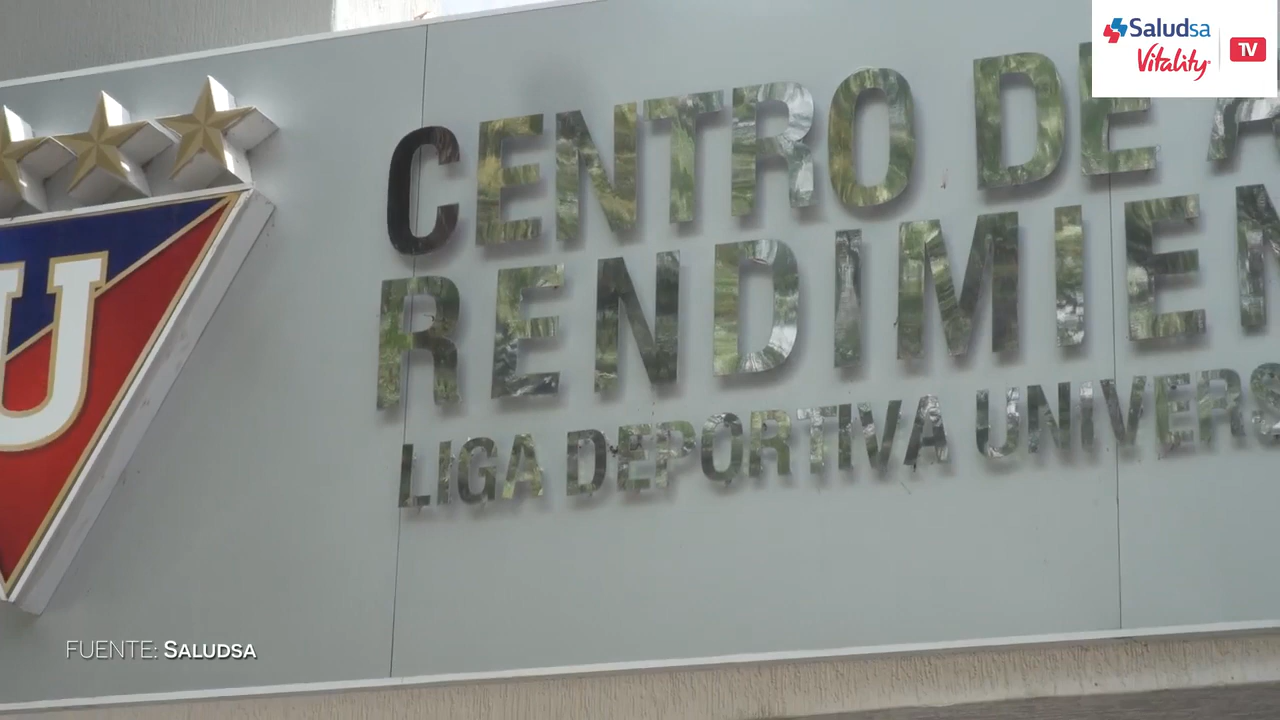 Saludsa
Vitality
TV
U
CENTRO DE A
RENDIMIEN
LIGA DEPORTIVA UNIVERS
FUENTE: SALUDSA